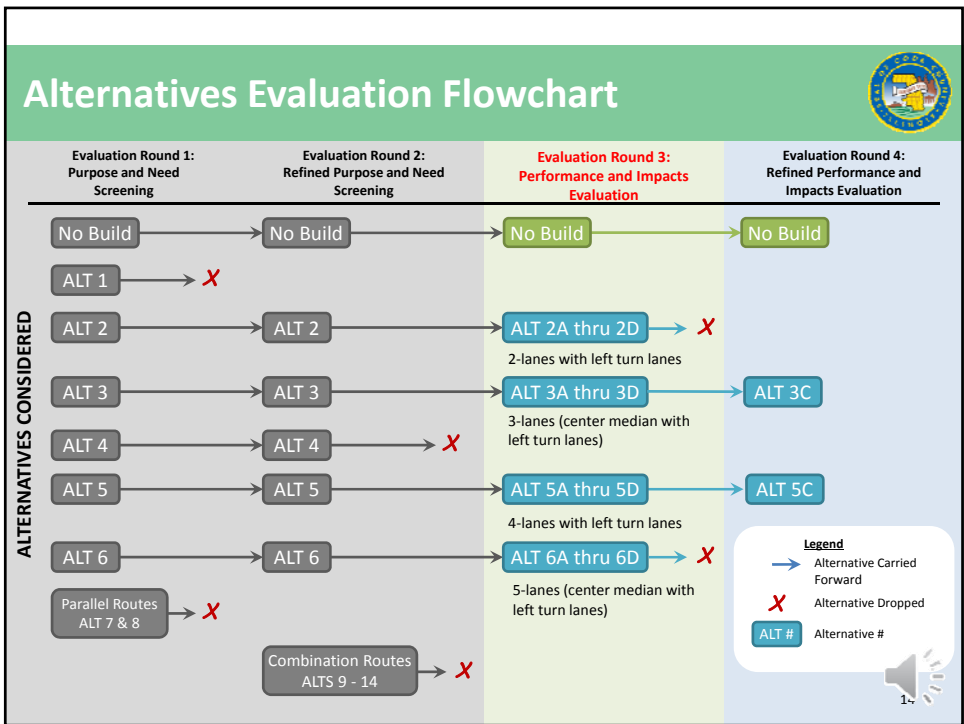 Alternatives Evaluation Flowchart
SEAL OF COOK COUNTY
ILLINOIS
Evaluation Round 1:
Purpose and Need
Screening
Evaluation Round 2:
Refined Purpose and Need
Screening
Evaluation Round 3:
Performance and Impacts
Evaluation
Evaluation Round 4:
Refined Performance and
Impacts Evaluation
ALTERNATIVES CONSIDERED
No Build
No Build
No Build
No Build
ALT 1
X
ALT 2
ALT 2
ALT 2A thru 2D
X
2-lanes with left turn lanes
ALT 3
ALT 3
ALT 3A thru 3D
ALT 3C
3-lanes (center median with
left turn lanes)
ALT 4
ALT 4
X
ALT 5
ALT 5
ALT 5A thru 5D
ALT 5C
4-lanes with left turn lanes
ALT 6
ALT 6
ALT 6A thru 6D
X
5-lanes (center median with
left turn lanes)
Parallel Routes
ALT 7 & 8
X
Combination Routes
ALTS 9 - 14
X
Legend
Alternative Carried
Forward
X
Alternative Dropped
ALT #
Alternative #
14